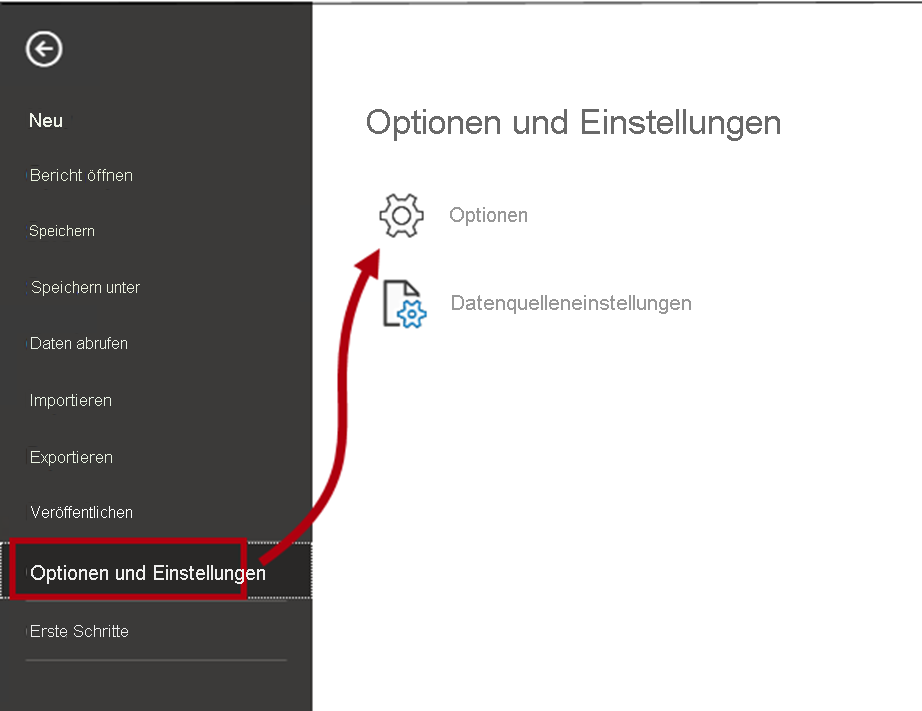 Neu
Bericht öffnen
Speichern
Speichern unter
Daten abrufen
Importieren
Exportieren
Veröffentlichen
Optionen und Einstellungen
Erste Schritte
Optionen und Einstellungen
Optionen
Datenquelleneinstellungen